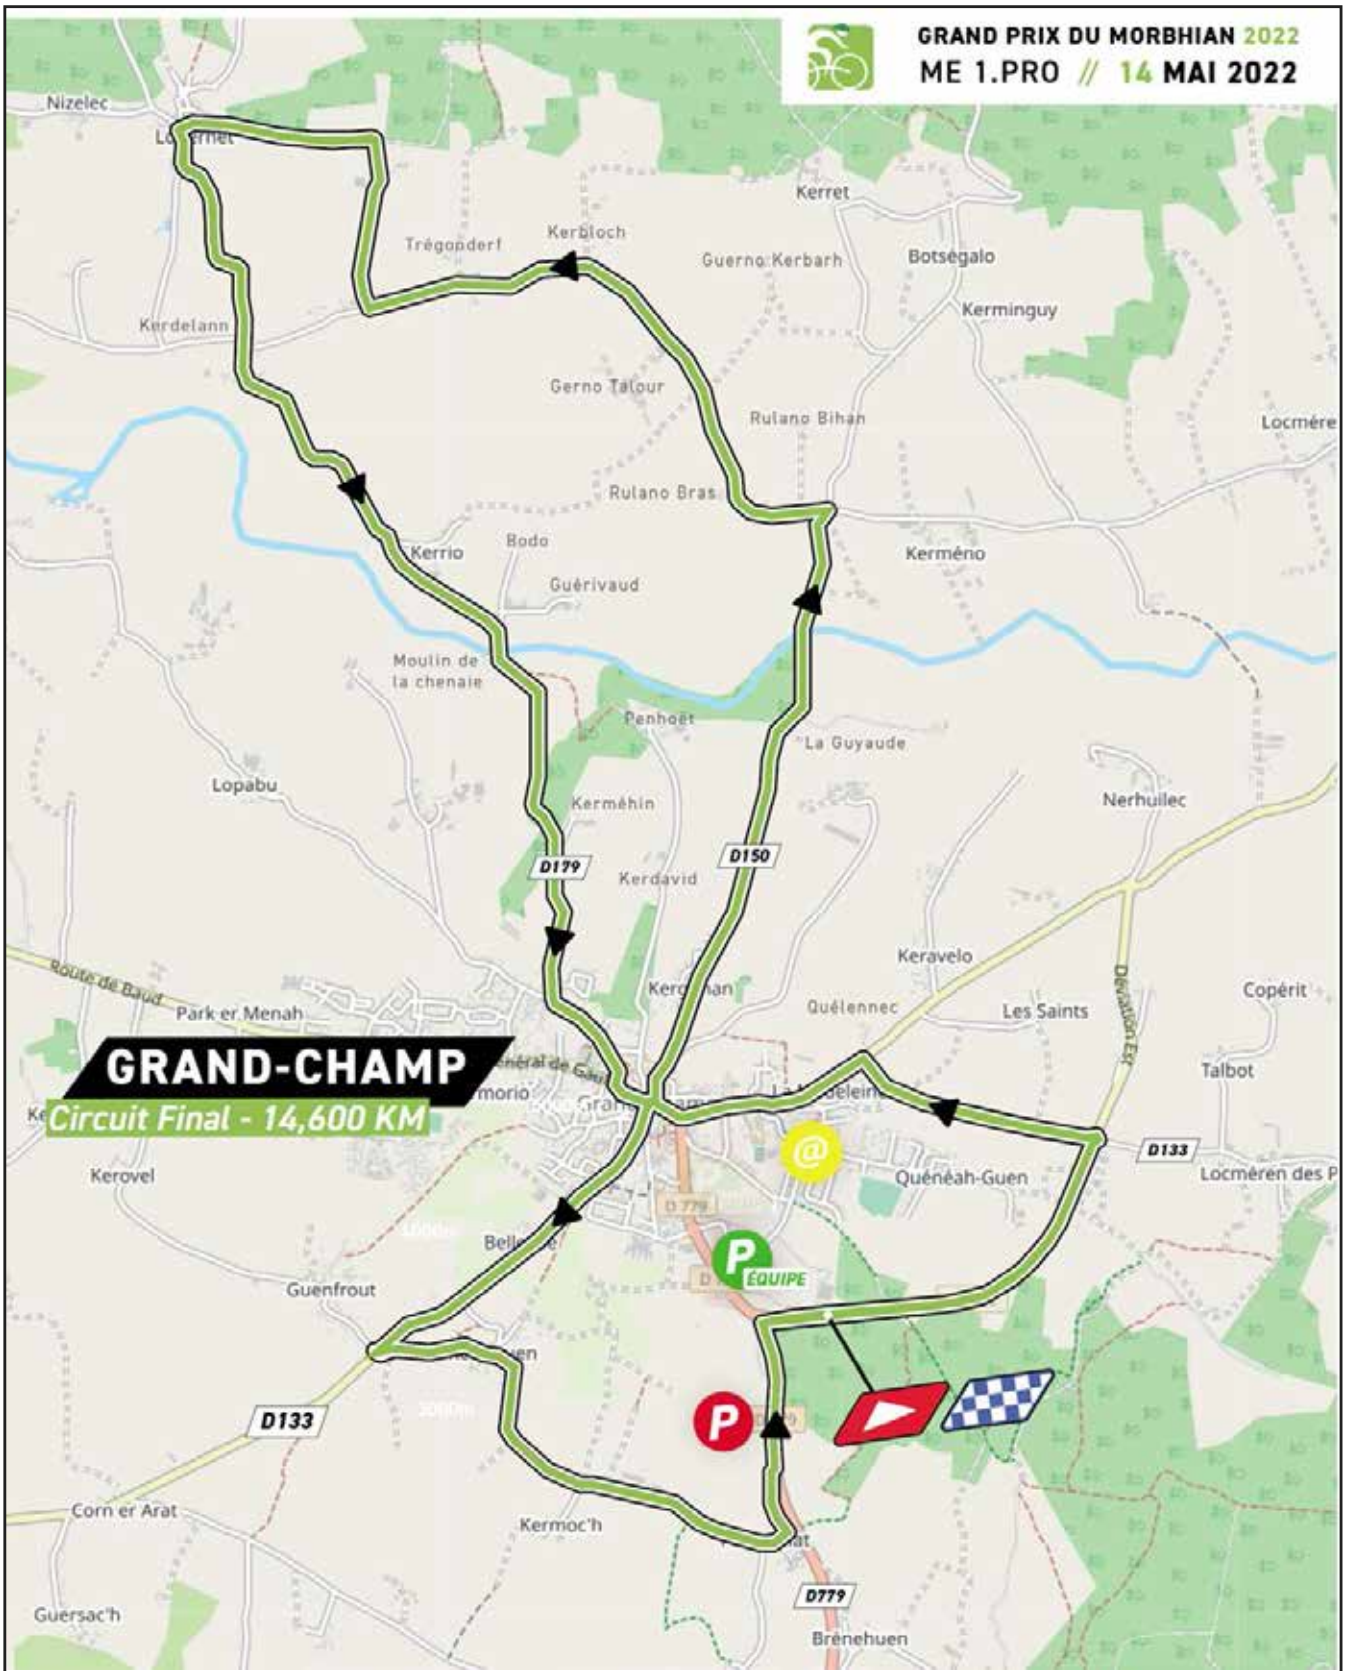 GRAND PRIX DU MORBHIAN 2022
ME 1.PRO // 14 MAI 2022
Nizelec
Kerret
Trégonderf
Kerbloch
Guerno Kerbarh
Botségalo
Kerminguy
Kerdelann
Gerno Talour
Rulano Bihan
Locmére
Rulano Bras
Kerrio
Bodo
Kerméno
Guérivaud
Moulin de
la chenaie
Penhoët
La Guyaude
Lopabu
Kerméhin
Nerhuilec
D179
D150
Kerdavid
Keravelo
Route de Baud
Déviation Est
Quélennec
Les Saints
Copérit
Park er Menah
GRAND-CHAMP
Circuit Final - 14,600 KM
Talbot
@
D133
Kerovel
Quénéah-Guen
Locméren des P
D 779
P
ÉQUIPE
Guenfrout
P
D133
Corn er Arat
Kermoc'h
D779
Guersac'h
Brénehuen